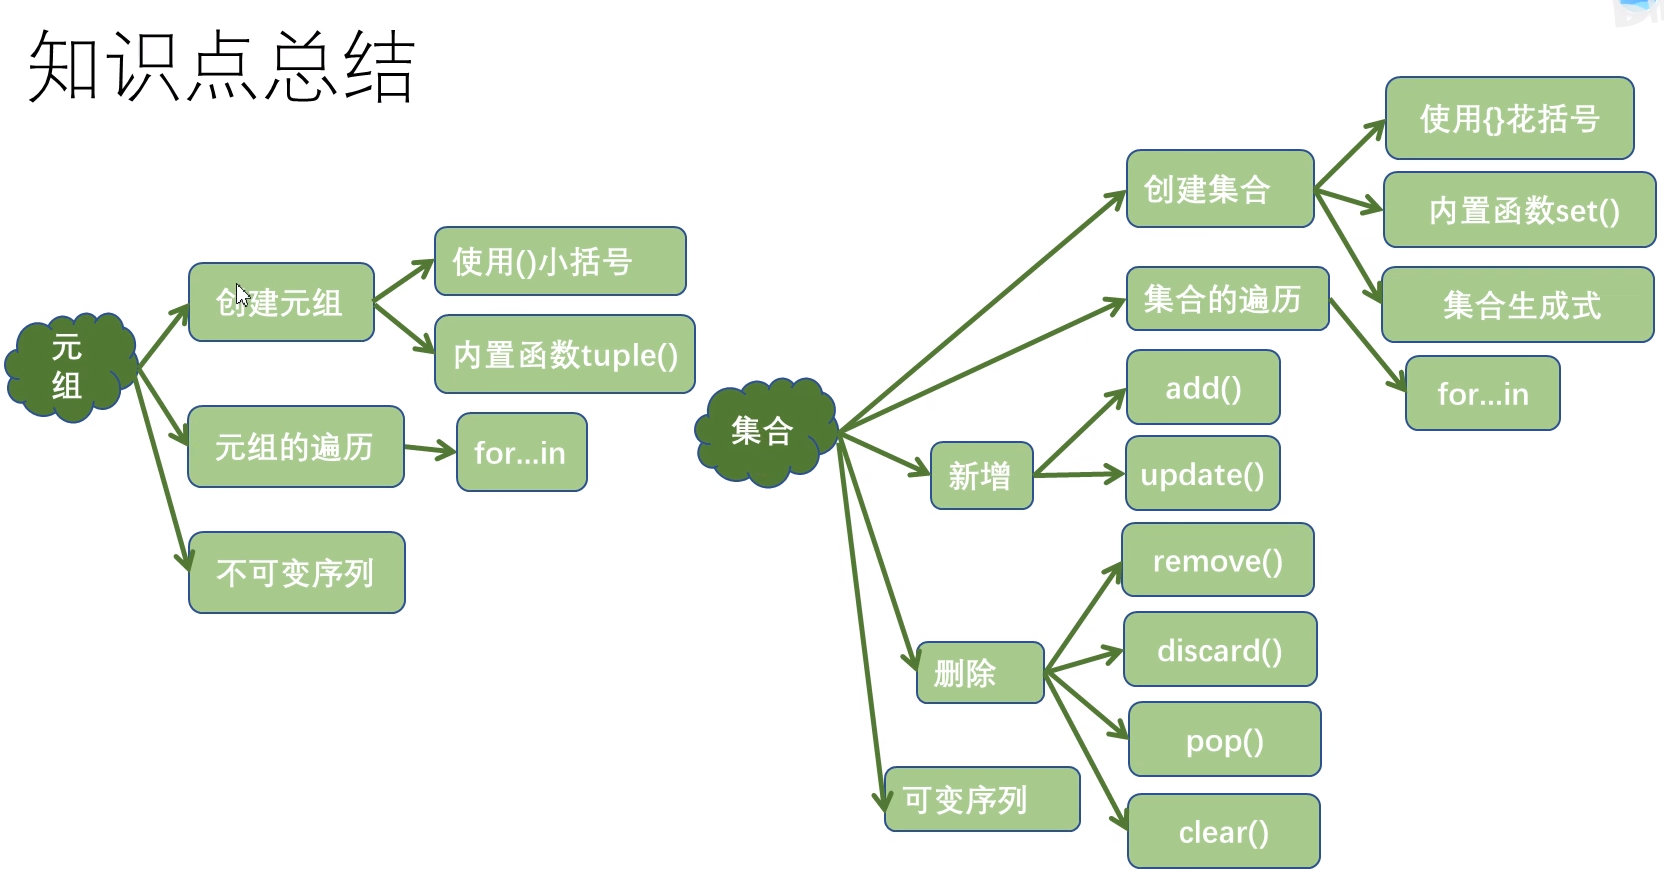 知识点总结
元
组
创建元组
使用()小括号
内置函数tuple()
元组的遍历
for...in
不可变序列
集合
创建集合
使用{}花括号
内置函数set()
集合生成式
集合的遍历
for...in
新增
add()
update()
删除
remove()
discard()
pop()
clear()
可变序列